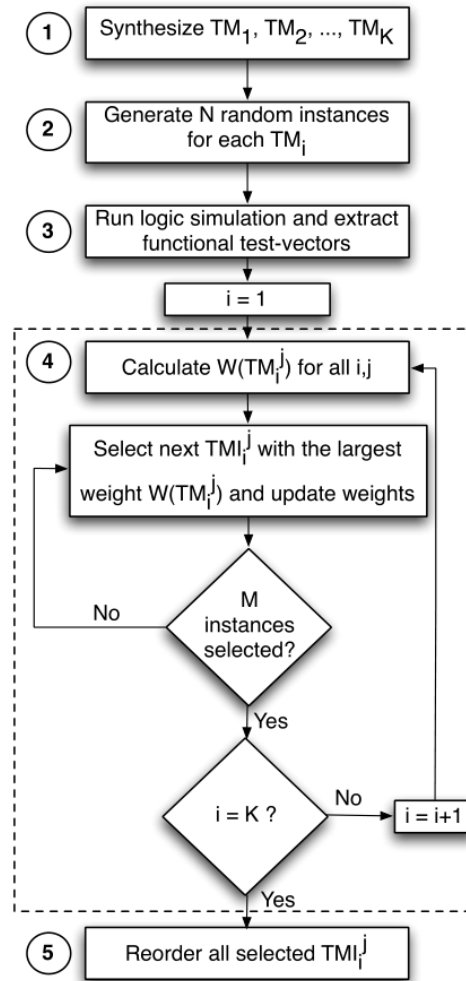 1
Synthesize TM₁, TM₂, ..., TM_K
2
Generate N random instances
for each TMᵢ
3
Run logic simulation and extract
functional test-vectors
i = 1
4
Calculate W(TMᵢʲ) for all i,j
Select next TMIᵢʲ with the largest
weight W(TMᵢʲ) and update weights
No
M
instances
selected?
Yes
i = K ?
No
i = i+1
Yes
5
Reorder all selected TMIᵢʲ